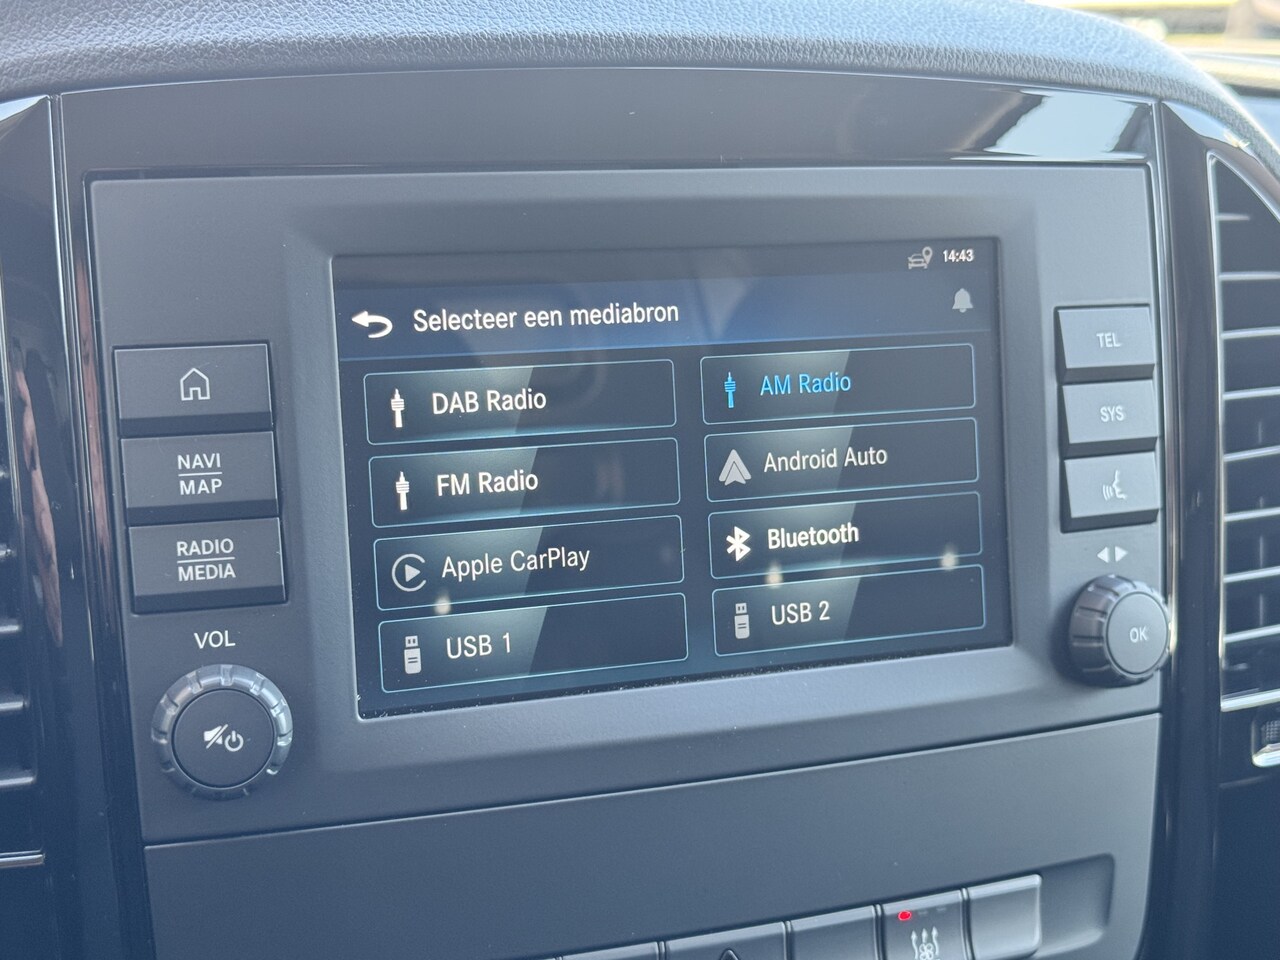 14:43
Selecteer een mediabron
DAB Radio
AM Radio
FM Radio
Android Auto
Apple CarPlay
Bluetooth
USB 1
USB 2
NAVI
MAP
RADIO
MEDIA
VOL
TEL
SYS
OK